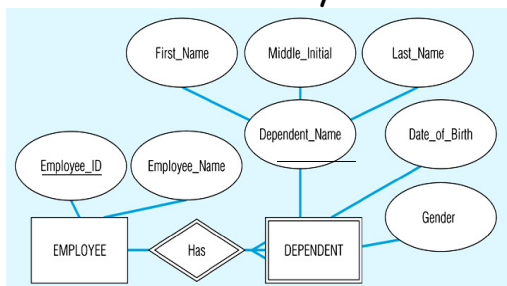 First_Name
Middle_Initial
Last_Name
Dependent_Name
Date_of_Birth
Employee_ID
Employee_Name
Gender
EMPLOYEE
Has
DEPENDENT